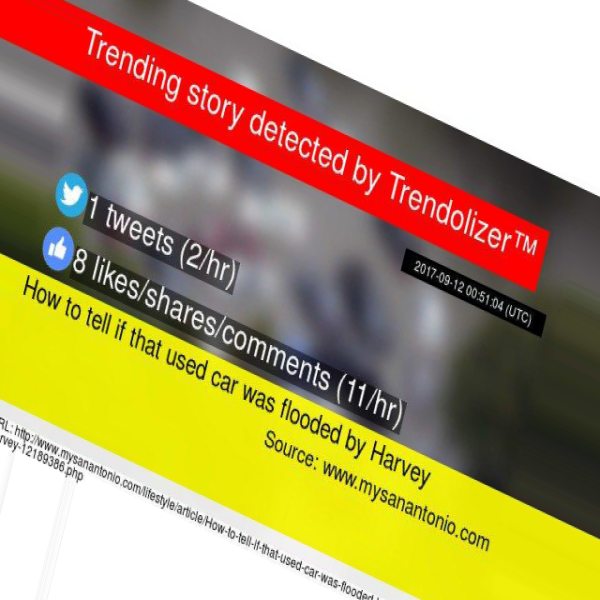 Trending story detected by Trendolizer™
1 tweets (2/hr)
2017-09-12 00:51:04 (UTC)
8 likes/shares/comments (11/hr)
How to tell if that used car was flooded by Harvey
Source: www.mysanantonio.com
RL: http://www.mysanantonio.com/lifestyle/article/How-to-tell-if-that-used-car-was-flooded-
rvey-12189386.php